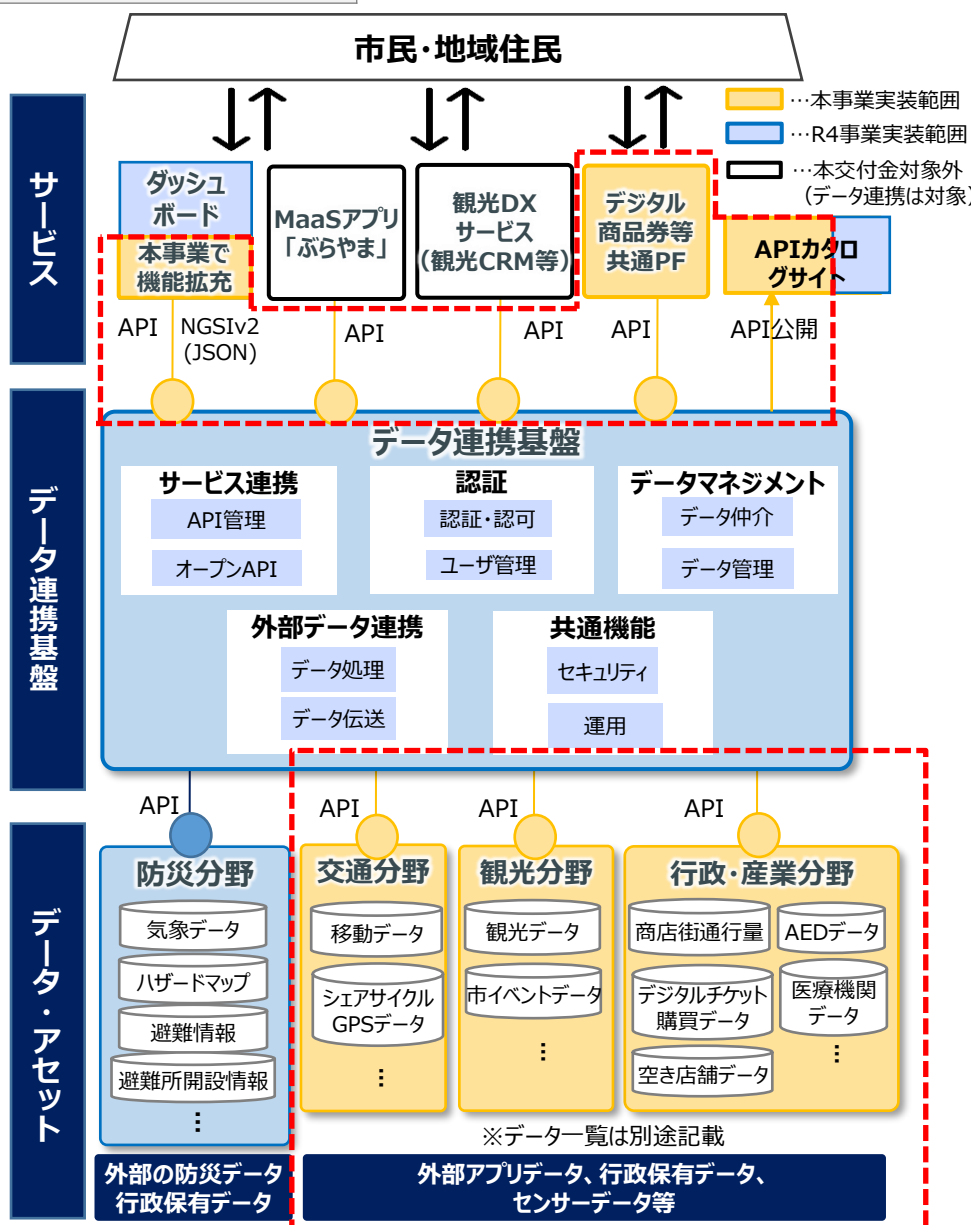 市民・地域住民
…本事業実装範囲
…R4事業実装範囲
…本交付金対象外
(データ連携は対象)
サービス
ダッシュ
ボード
本事業で
機能拡充
MaaSアプリ
「ぶらやま」
観光DX
サービス
(観光CRM等)
デジタル
商品券等
共通PF
APIカタロ
グサイト
API
NGSIv2
(JSON)
API
API
API
API公開
データ連携基盤
データ連携基盤
サービス連携
API管理
オープンAPI
認証
認証・認可
ユーザ管理
データマネジメント
データ仲介
データ管理
外部データ連携
データ処理
データ伝送
共通機能
セキュリティ
運用
API
API
API
API
データ・アセット
防災分野
気象データ
ハザードマップ
避難情報
避難所開設情報
…
交通分野
移動データ
シェアサイクル
GPSデータ
…
観光分野
観光データ
市イベントデータ
…
行政・産業分野
商店街通行量
AEDデータ
デジタルチケット
購買データ
医療機関
データ
空き店舗データ
…
※データ一覧は別途記載
外部の防災データ
行政保有データ
外部アプリデータ、行政保有データ、
センサーデータ等